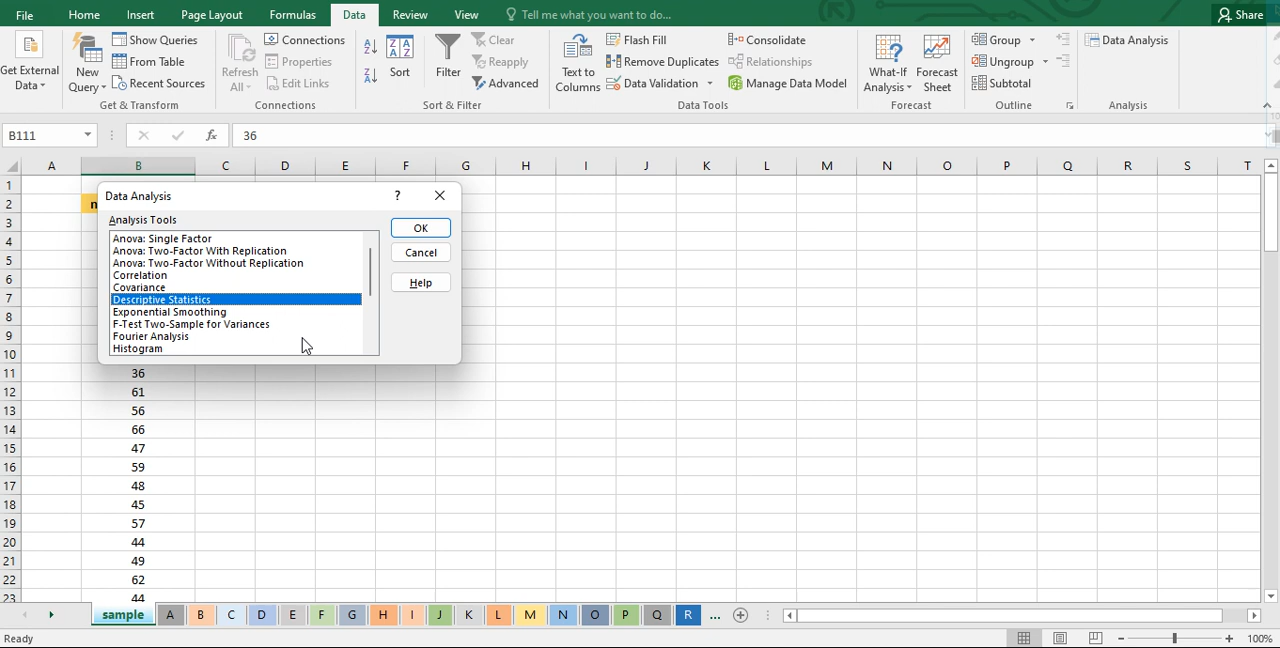 File Home Insert Page Layout Formulas Data Review View Tell me what you want to do... Share
Get External Data
New Query
Show Queries
From Table
Recent Sources
Get & Transform
Refresh All
Connections
Properties
Edit Links
Connections
Sort
Filter
Clear
Reapply
Advanced
Sort & Filter
Text to Columns
Flash Fill
Remove Duplicates
Data Validation
Consolidate
Relationships
Manage Data Model
Data Tools
What-If Analysis
Forecast Sheet
Forecast
Group
Ungroup
Subtotal
Outline
Data Analysis
Analysis
B111 fx 36
A B C D E F G H I J K L M N O P Q R S T
1
2
3
4
5
6
7
8
9
10
11 36
12 61
13 56
14 66
15 47
16 59
17 48
18 45
19 57
20 44
21 49
22 62
23 44
Data Analysis ?
Analysis Tools
Anova: Single Factor
Anova: Two-Factor With Replication
Anova: Two-Factor Without Replication
Correlation
Covariance
Descriptive Statistics
Exponential Smoothing
F-Test Two-Sample for Variances
Fourier Analysis
Histogram
OK
Cancel
Help
sample A B C D E F G H I J K L M N O P Q R ...
Ready 100%